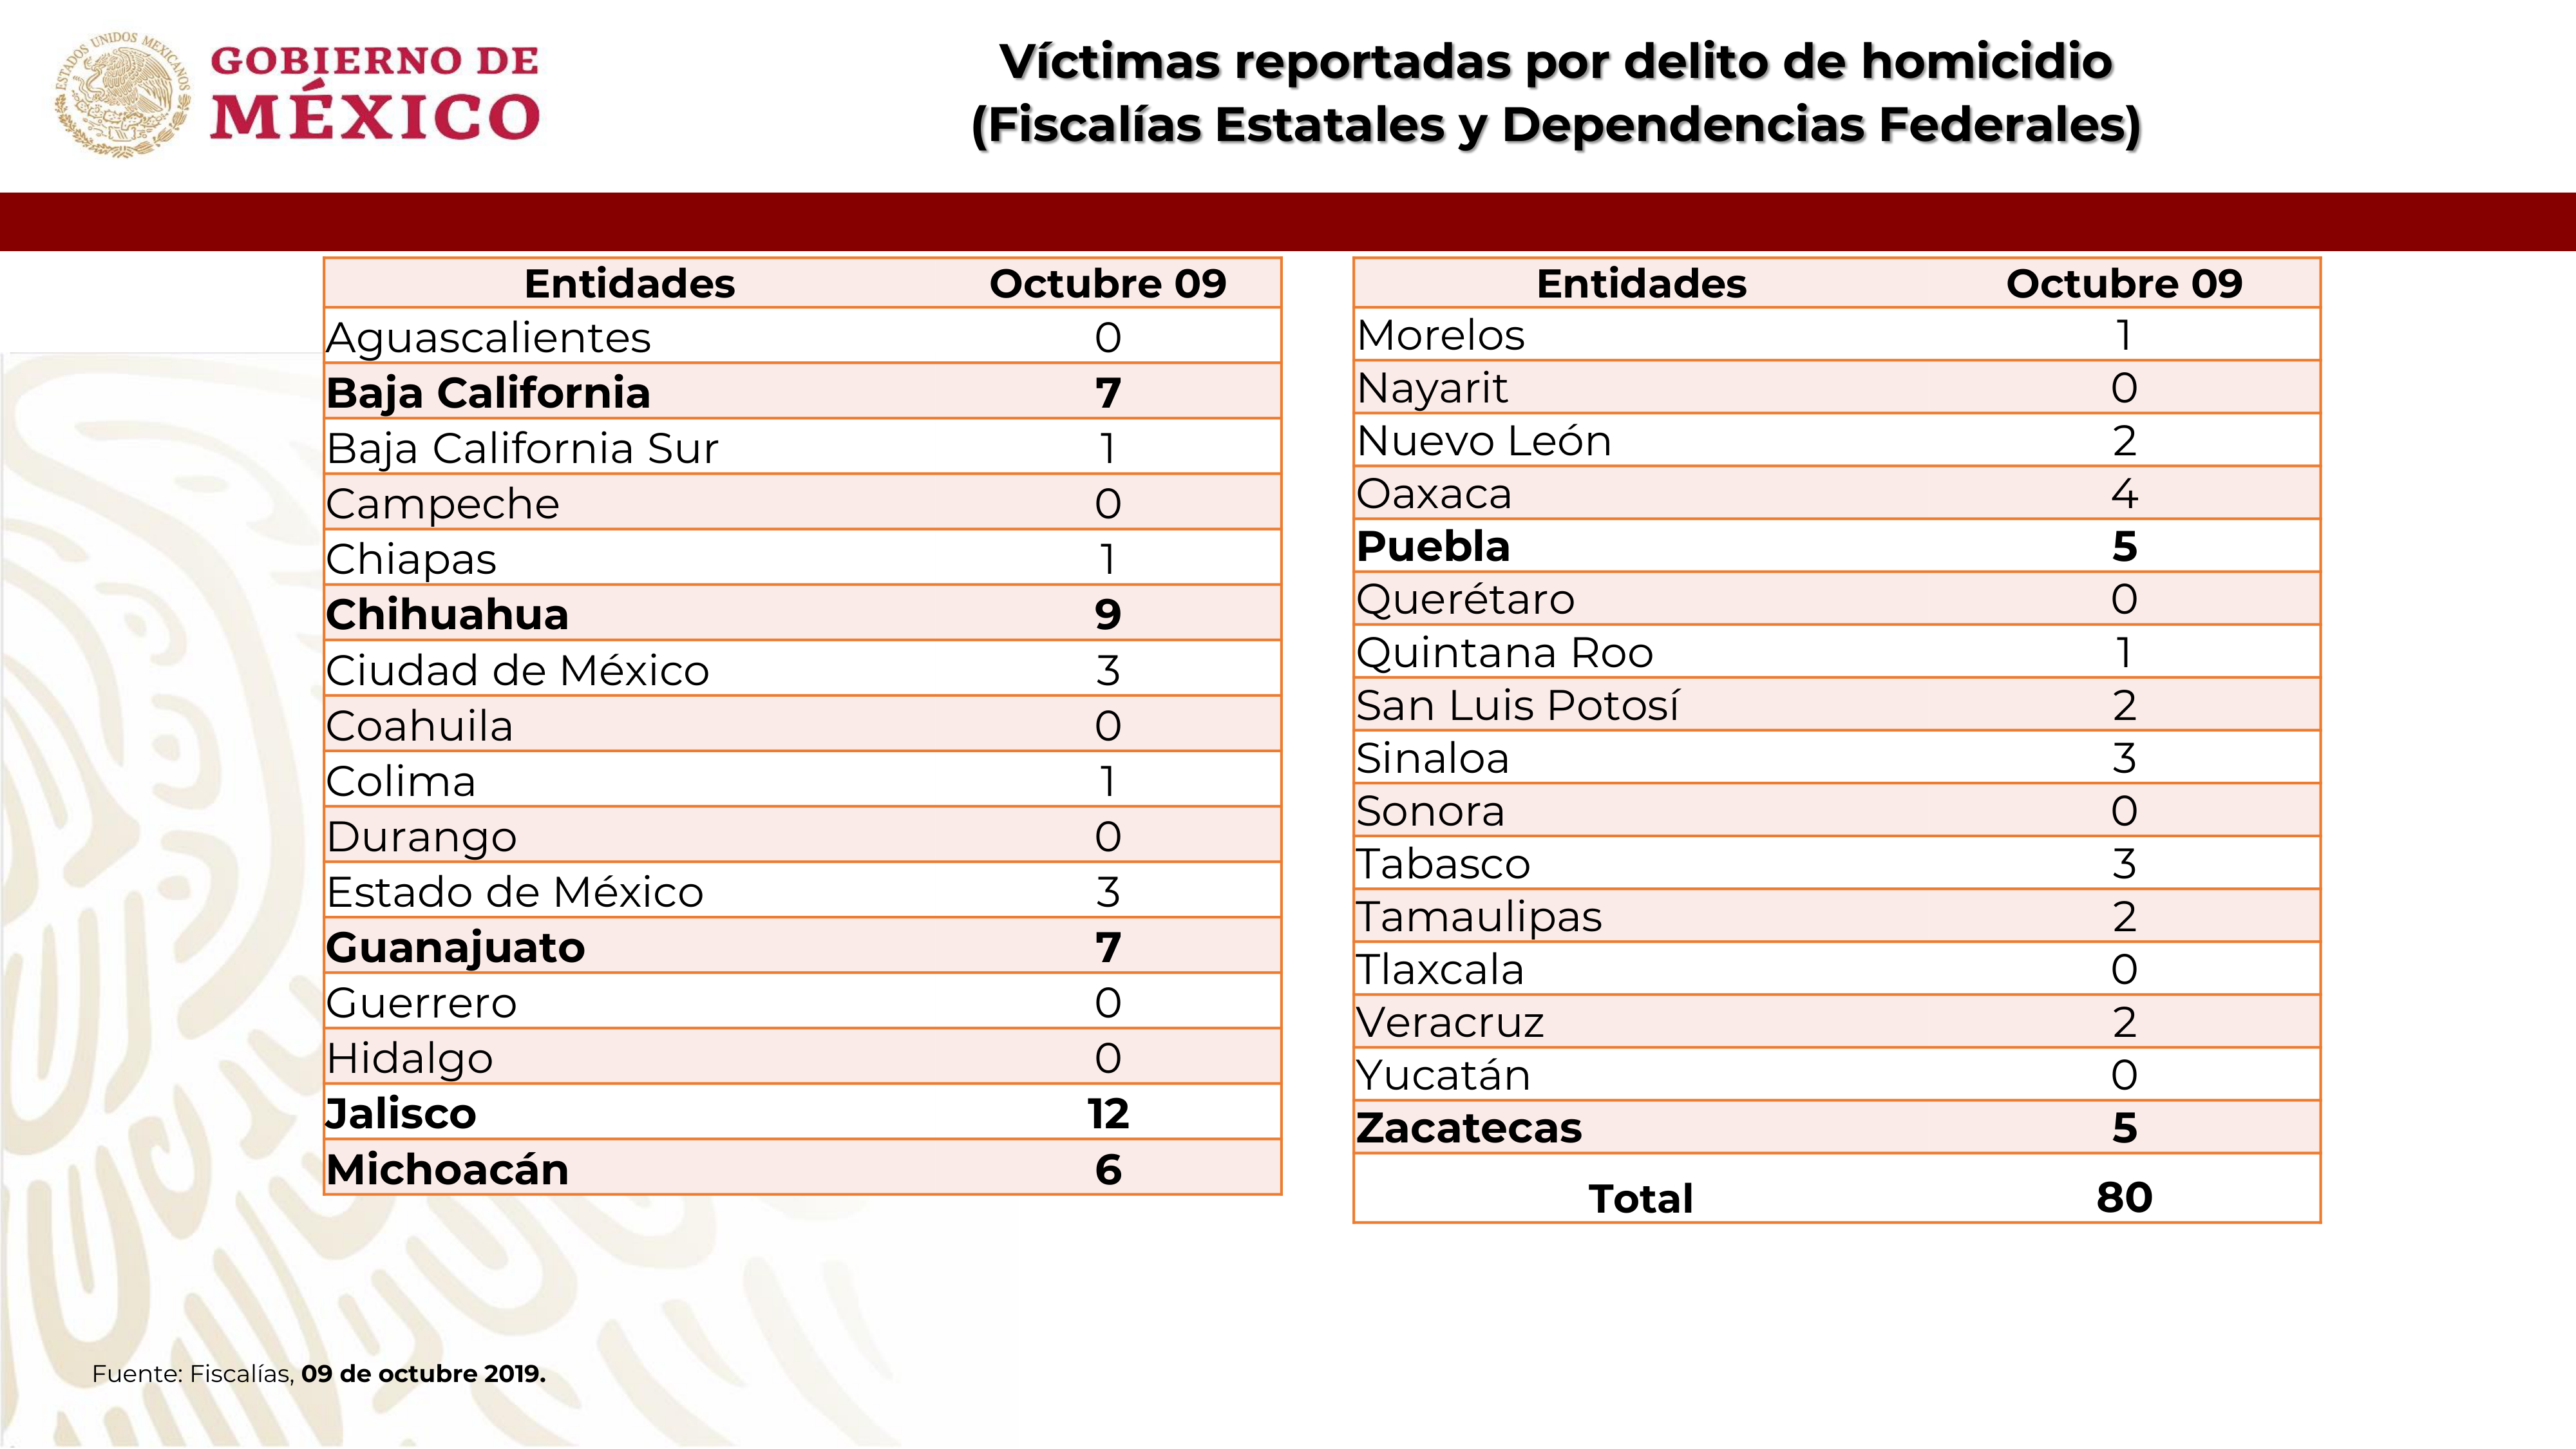 ESTADOS UNIDOS MEXICANOS
GOBIERNO DE
MÉXICO
Víctimas reportadas por delito de homicidio
(Fiscalías Estatales y Dependencias Federales)
Entidades Octubre 09
Aguascalientes 0
Baja California 7
Baja California Sur 1
Campeche 0
Chiapas 1
Chihuahua 9
Ciudad de México 3
Coahuila 0
Colima 1
Durango 0
Estado de México 3
Guanajuato 7
Guerrero 0
Hidalgo 0
Jalisco 12
Michoacán 6
Entidades Octubre 09
Morelos 1
Nayarit 0
Nuevo León 2
Oaxaca 4
Puebla 5
Querétaro 0
Quintana Roo 1
San Luis Potosí 2
Sinaloa 3
Sonora 0
Tabasco 3
Tamaulipas 2
Tlaxcala 0
Veracruz 2
Yucatán 0
Zacatecas 5
Total 80
Fuente: Fiscalías, 09 de octubre 2019.